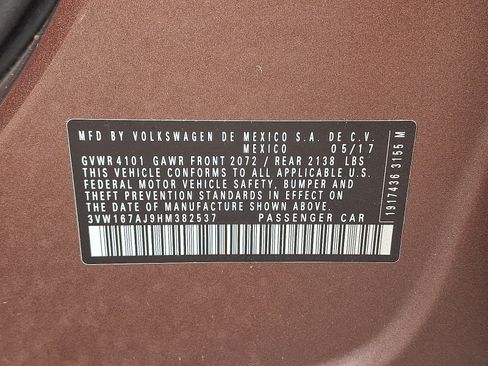 MFD BY VOLKSWAGEN DE MEXICO S.A. DE C.V.
MEXICO 05/17
GVWR 4101 GAWR FRONT 2072 / REAR 2138 LBS
THIS VEHICLE CONFORMS TO ALL APPLICABLE U.S.
FEDERAL MOTOR VEHICLE SAFETY, BUMPER AND
THEFT PREVENTION STANDARDS IN EFFECT ON THE
DATE OF MANUFACTURE SHOWN ABOVE.
3VW167AJ9HM382537 PASSENGER CAR
1917436 3155 M